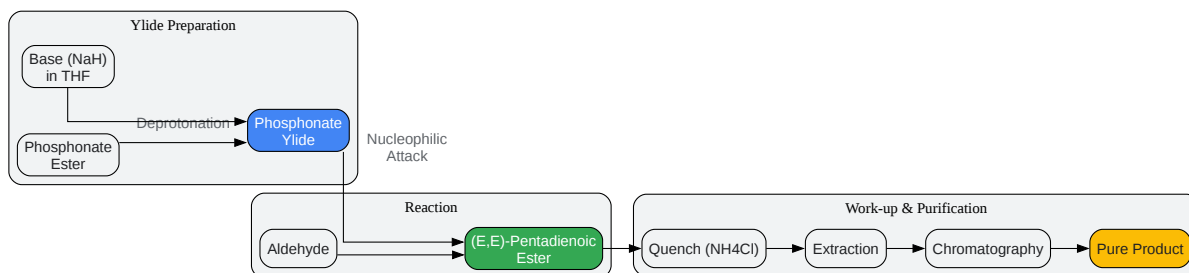 Ylide Preparation
Base (NaH)
in THF
Deprotonation
Phosphonate
Ylide
Phosphonate
Ester
Nucleophilic
Attack
Reaction
Aldehyde
(E,E)-Pentadienoic
Ester
Work-up & Purification
Quench (NH4Cl)
Extraction
Chromatography
Pure Product